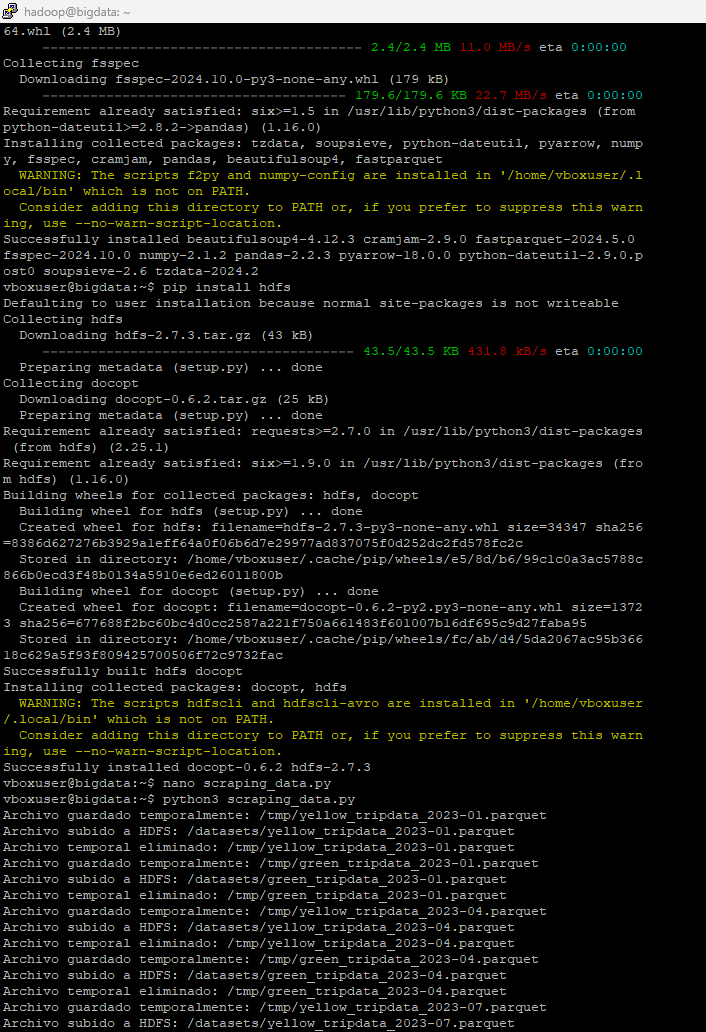 hadoop@bigdata: ~
64.whl (2.4 MB)
     ---------------------------------------- 2.4/2.4 MB 11.0 MB/s eta 0:00:00
Collecting fsspec
  Downloading fsspec-2024.10.0-py3-none-any.whl (179 kB)
     -------------------------------------- 179.6/179.6 KB 22.7 MB/s eta 0:00:00
Requirement already satisfied: six>=1.5 in /usr/lib/python3/dist-packages (from
python-dateutil>=2.8.2->pandas) (1.16.0)
Installing collected packages: tzdata, soupsieve, python-dateutil, pyarrow, nump
y, fsspec, cramjam, pandas, beautifulsoup4, fastparquet
  WARNING: The scripts f2py and numpy-config are installed in '/home/vboxuser/.l
ocal/bin' which is not on PATH.
  Consider adding this directory to PATH or, if you prefer to suppress this warn
ing, use --no-warn-script-location.
Successfully installed beautifulsoup4-4.12.3 cramjam-2.9.0 fastparquet-2024.5.0
fsspec-2024.10.0 numpy-2.1.2 pandas-2.2.3 pyarrow-18.0.0 python-dateutil-2.9.0.p
ost0 soupsieve-2.6 tzdata-2024.2
vboxuser@bigdata:~$ pip install hdfs
Defaulting to user installation because normal site-packages is not writeable
Collecting hdfs
  Downloading hdfs-2.7.3.tar.gz (43 kB)
     --------------------------------------- 43.5/43.5 KB 431.8 kB/s eta 0:00:00
  Preparing metadata (setup.py) ... done
Collecting docopt
  Downloading docopt-0.6.2.tar.gz (25 kB)
  Preparing metadata (setup.py) ... done
Requirement already satisfied: requests>=2.7.0 in /usr/lib/python3/dist-packages
 (from hdfs) (2.25.1)
Requirement already satisfied: six>=1.9.0 in /usr/lib/python3/dist-packages (fro
m hdfs) (1.16.0)
Building wheels for collected packages: hdfs, docopt
  Building wheel for hdfs (setup.py) ... done
  Created wheel for hdfs: filename=hdfs-2.7.3-py3-none-any.whl size=34347 sha256
=8386d627276b3929a1eff64a0f06b6d7e29977ad837075f0d252dc2fd578fc2c
  Stored in directory: /home/vboxuser/.cache/pip/wheels/e5/8d/b6/99c1c0a3ac5788c
866b0ecd3f48b0134a5910e6ed26011800b
  Building wheel for docopt (setup.py) ... done
  Created wheel for docopt: filename=docopt-0.6.2-py2.py3-none-any.whl size=1372
3 sha256=677688f2bc60bc4d0cc2587a221f750a661483f601007b16df695c9d27faba95
  Stored in directory: /home/vboxuser/.cache/pip/wheels/fc/ab/d4/5da2067ac95b366
18c629a5f93f809425700506f72c9732fac
Successfully built hdfs docopt
Installing collected packages: docopt, hdfs
  WARNING: The scripts hdfscli and hdfscli-avro are installed in '/home/vboxuser
/.local/bin' which is not on PATH.
  Consider adding this directory to PATH or, if you prefer to suppress this warn
ing, use --no-warn-script-location.
Successfully installed docopt-0.6.2 hdfs-2.7.3
vboxuser@bigdata:~$ nano scraping_data.py
vboxuser@bigdata:~$ python3 scraping_data.py
Archivo guardado temporalmente: /tmp/yellow_tripdata_2023-01.parquet
Archivo subido a HDFS: /datasets/yellow_tripdata_2023-01.parquet
Archivo temporal eliminado: /tmp/yellow_tripdata_2023-01.parquet
Archivo guardado temporalmente: /tmp/green_tripdata_2023-01.parquet
Archivo subido a HDFS: /datasets/green_tripdata_2023-01.parquet
Archivo temporal eliminado: /tmp/green_tripdata_2023-01.parquet
Archivo guardado temporalmente: /tmp/yellow_tripdata_2023-04.parquet
Archivo subido a HDFS: /datasets/yellow_tripdata_2023-04.parquet
Archivo temporal eliminado: /tmp/yellow_tripdata_2023-04.parquet
Archivo guardado temporalmente: /tmp/green_tripdata_2023-04.parquet
Archivo subido a HDFS: /datasets/green_tripdata_2023-04.parquet
Archivo temporal eliminado: /tmp/green_tripdata_2023-04.parquet
Archivo guardado temporalmente: /tmp/yellow_tripdata_2023-07.parquet
Archivo subido a HDFS: /datasets/yellow_tripdata_2023-07.parquet